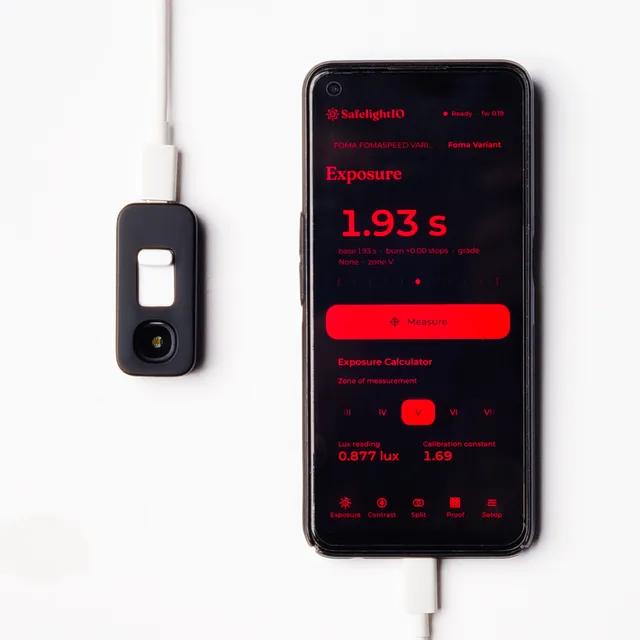 SafelightIO
Ready fw 0.19
FOMA FOMASPEED VARI... Foma Variant
Exposure
1.93 s
base 1.93 s · burn +0.00 stops · grade
None · zone V
Measure
Exposure Calculator
Zone of measurement
III IV V VI VII
Lux reading Calibration constant
0.877 lux 1.69
Exposure Contrast Split Proof Setup